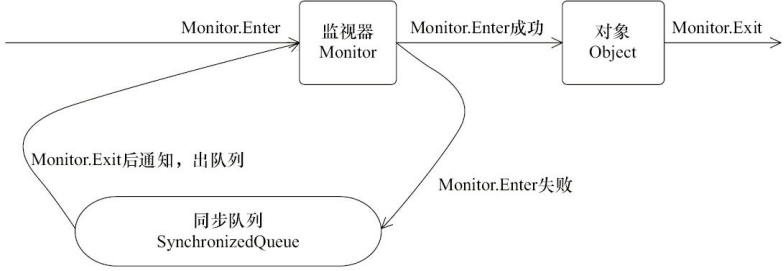 Monitor.Enter
监视器
Monitor
Monitor.Enter成功
对象
Object
Monitor.Exit
Monitor.Exit后通知，出队列
Monitor.Enter失败
同步队列
SynchronizedQueue